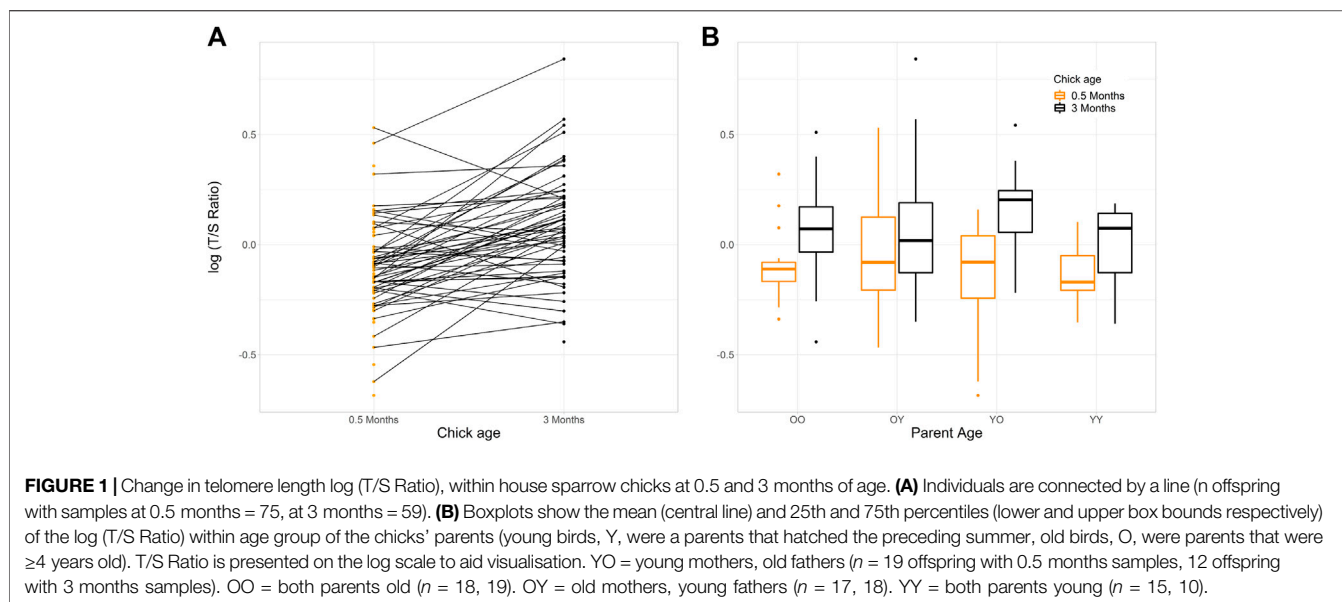 A
B
log (T/S Ratio)
0.5
0.0
-0.5
0.5 Months
3 Months
Chick age
Chick age
0.5 Months
3 Months
0.5
0.0
-0.5
OO
OY
YO
YY
Parent Age
FIGURE 1 | Change in telomere length log (T/S Ratio), within house sparrow chicks at 0.5 and 3 months of age. (A) Individuals are connected by a line (n offspring
with samples at 0.5 months = 75, at 3 months = 59). (B) Boxplots show the mean (central line) and 25th and 75th percentiles (lower and upper box bounds respectively)
of the log (T/S Ratio) within age group of the chicks' parents (young birds, Y, were a parents that hatched the preceding summer, old birds, O, were parents that were
≥4 years old). T/S Ratio is presented on the log scale to aid visualisation. YO = young mothers, old fathers (n = 19 offspring with 0.5 months samples, 12 offspring
with 3 months samples). OO = both parents old (n = 18, 19). OY = old mothers, young fathers (n = 17, 18). YY = both parents young (n = 15, 10).